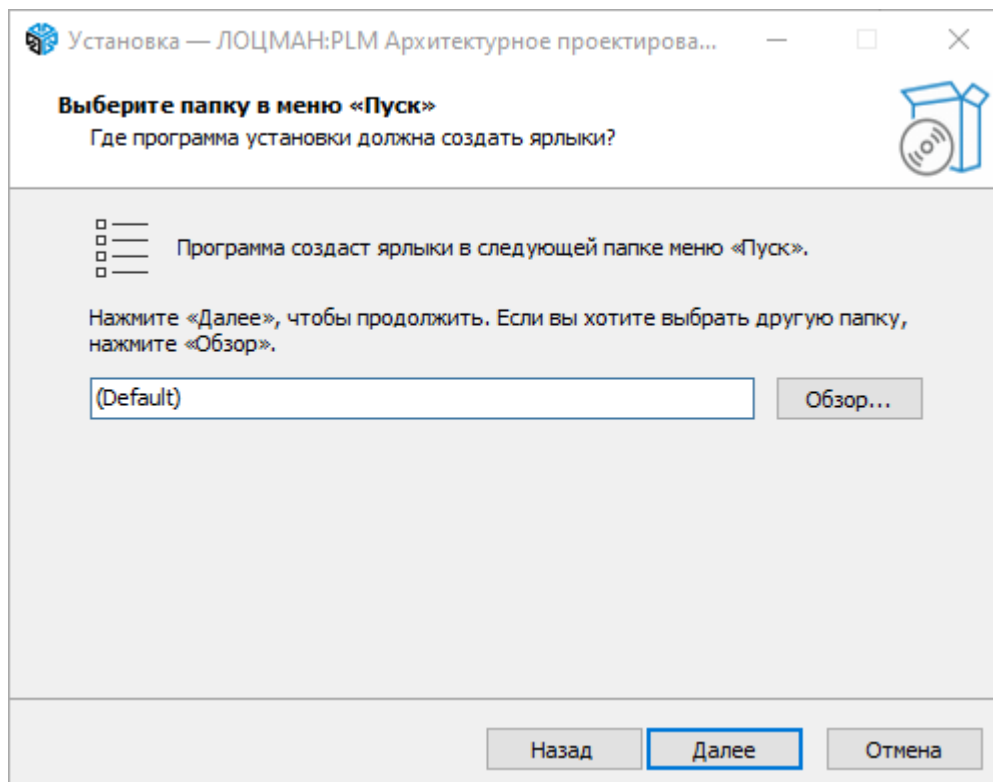 Установка — ЛОЦМАН:PLM Архитектурное проектирова...
Выберите папку в меню «Пуск»
Где программа установки должна создать ярлыки?
Программа создаст ярлыки в следующей папке меню «Пуск».
Нажмите «Далее», чтобы продолжить. Если вы хотите выбрать другую папку,
нажмите «Обзор».
(Default)
Обзор...
Назад
Далее
Отмена